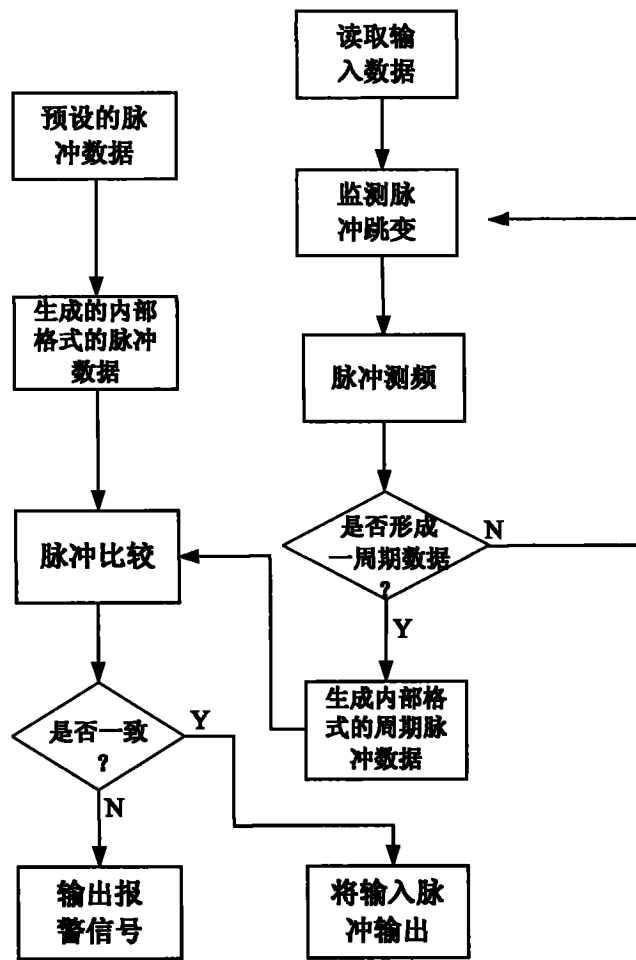 读取输
入数据
预设的脉
冲数据
监测脉
冲跳变
生成的内部
格式的脉冲
数据
脉冲测频
是否形成
一周期数据
?
N
Y
脉冲比较
生成内部格
式的周期脉
冲数据
是否一致
?
Y
N
输出报
警信号
将输入脉
冲输出